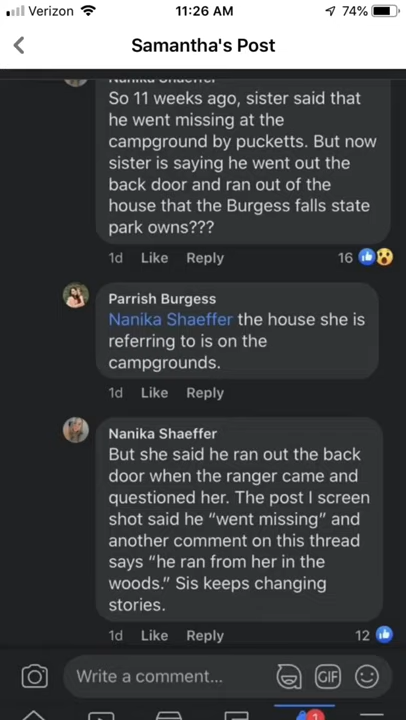 Verizon 11:26 AM 74%
Samantha's Post
Nanika Shaeffer
So 11 weeks ago, sister said that
he went missing at the
campground by pucketts. But now
sister is saying he went out the
back door and ran out of the
house that the Burgess falls state
park owns???
1d Like Reply 16
Parrish Burgess
Nanika Shaeffer the house she is
referring to is on the
campgrounds.
1d Like Reply
Nanika Shaeffer
But she said he ran out the back
door when the ranger came and
questioned her. The post I screen
shot said he “went missing” and
another comment on this thread
says “he ran from her in the
woods.” Sis keeps changing
stories.
1d Like Reply 12
Write a comment... GIF
1